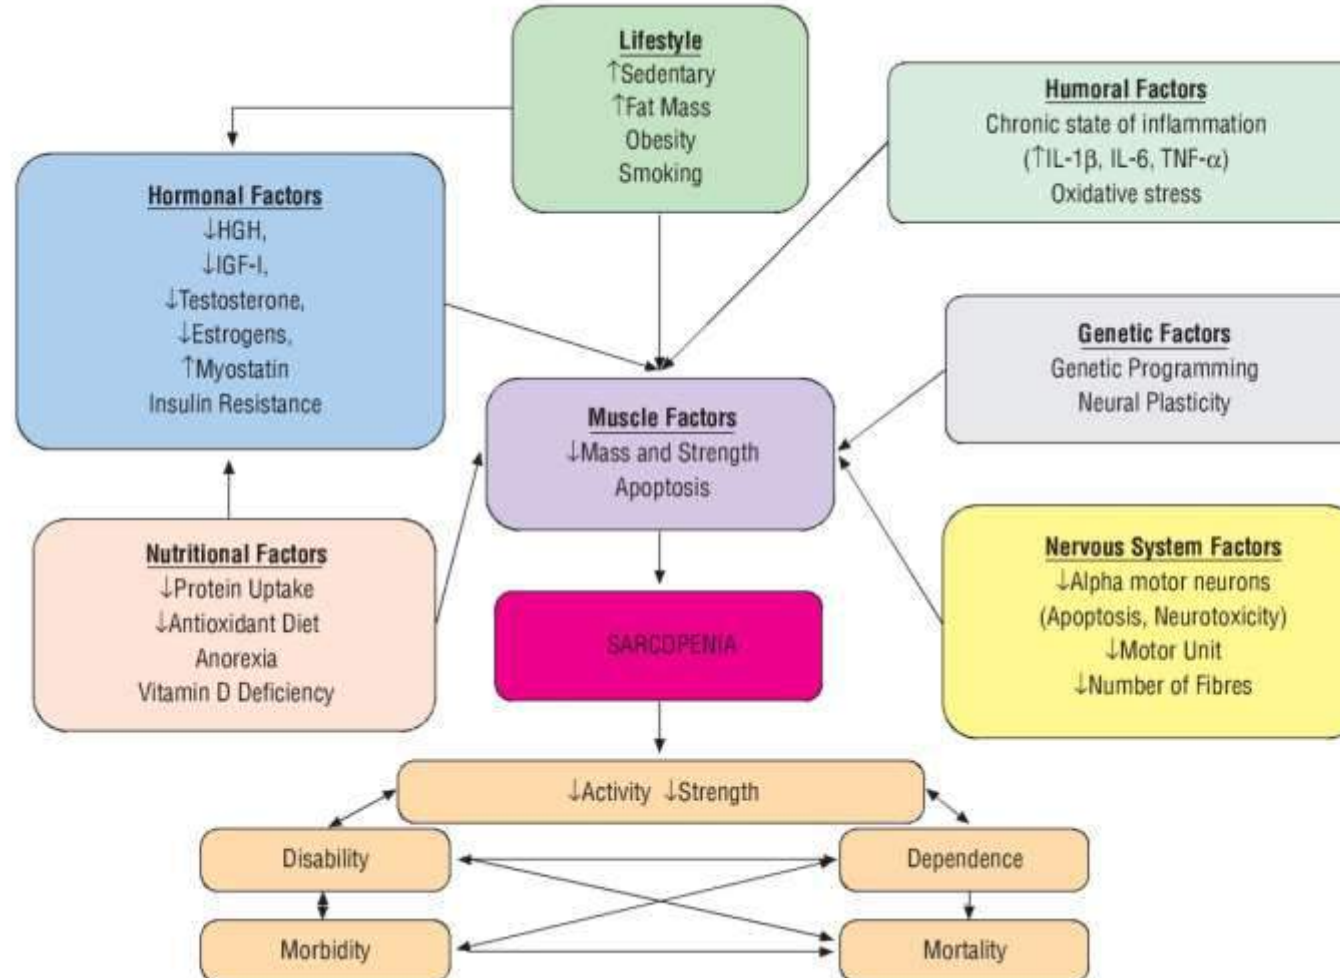 Lifestyle
↑Sedentary
↑Fat Mass
Obesity
Smoking
Humoral Factors
Chronic state of inflammation
(↑IL-1β, IL-6, TNF-α)
Oxidative stress
Hormonal Factors
↓HGH,
↓IGF-I,
↓Testosterone,
↓Estrogens,
↑Myostatin
Insulin Resistance
Genetic Factors
Genetic Programming
Neural Plasticity
Muscle Factors
↓Mass and Strength
Apoptosis
Nutritional Factors
↓Protein Uptake
↓Antioxidant Diet
Anorexia
Vitamin D Deficiency
Nervous System Factors
↓Alpha motor neurons
(Apoptosis, Neurotoxicity)
↓Motor Unit
↓Number of Fibres
SARCOPENIA
↓Activity ↓Strength
Disability
Dependence
Morbidity
Mortality